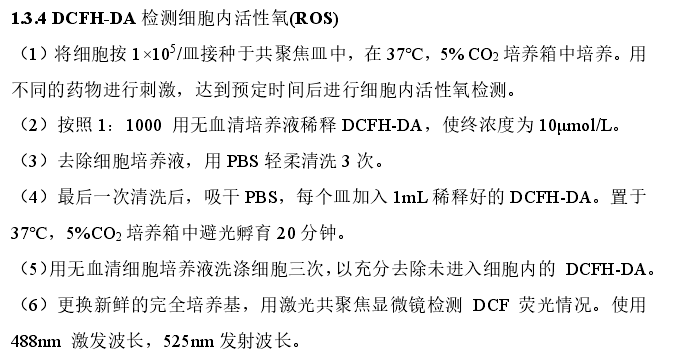 1.3.4 DCFH-DA 检测细胞内活性氧(ROS)
（1）将细胞按 1×10⁵/皿接种于共聚焦皿中，在 37℃，5% CO₂ 培养箱中培养。用
不同的药物进行刺激，达到预定时间后进行细胞内活性氧检测。
（2）按照 1：1000 用无血清培养液稀释 DCFH-DA，使终浓度为 10μmol/L。
（3）去除细胞培养液，用 PBS 轻柔清洗 3 次。
（4）最后一次清洗后，吸干 PBS，每个皿加入 1mL 稀释好的 DCFH-DA。置于
37℃，5%CO₂ 培养箱中避光孵育 20 分钟。
（5）用无血清细胞培养液洗涤细胞三次，以充分去除未进入细胞内的 DCFH-DA。
（6）更换新鲜的完全培养基，用激光共聚焦显微镜检测 DCF 荧光情况。使用
488nm 激发波长，525nm 发射波长。